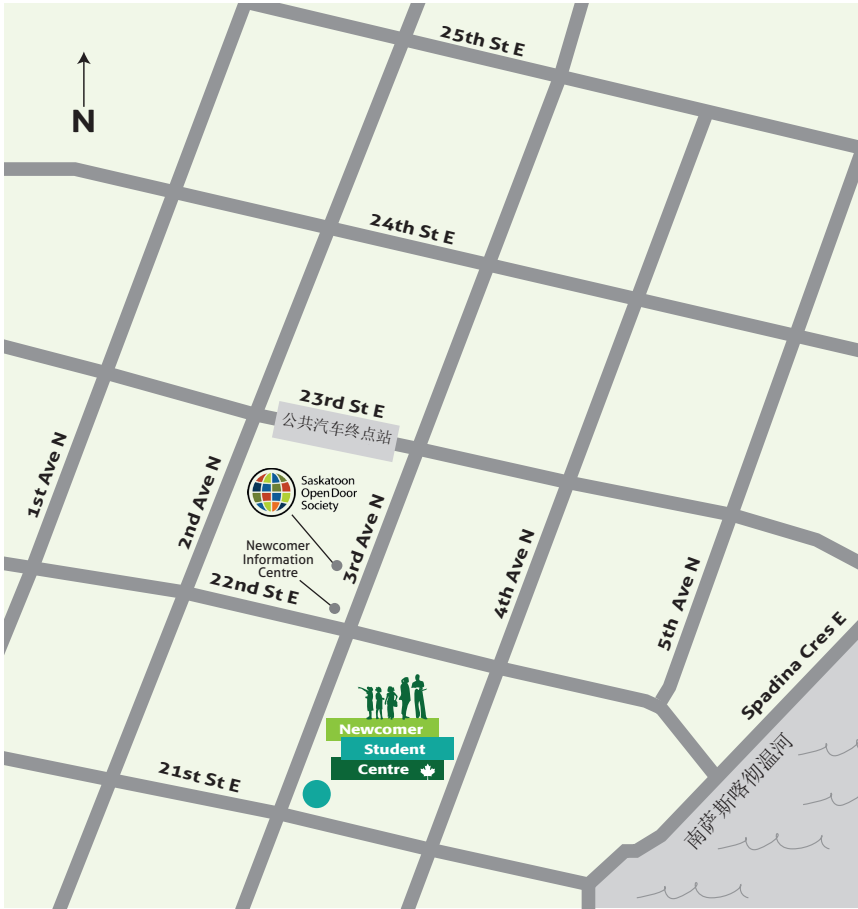 25th St E
N
24th St E
23rd St E
公共汽车终点站
1st Ave N
2nd Ave N
Saskatoon
Open Door
Society
3rd Ave N
Newcomer
Information
Centre
22nd St E
4th Ave N
5th Ave N
Spadina Cres E
Newcomer
Student
Centre
21st St E
南萨斯喀彻温河